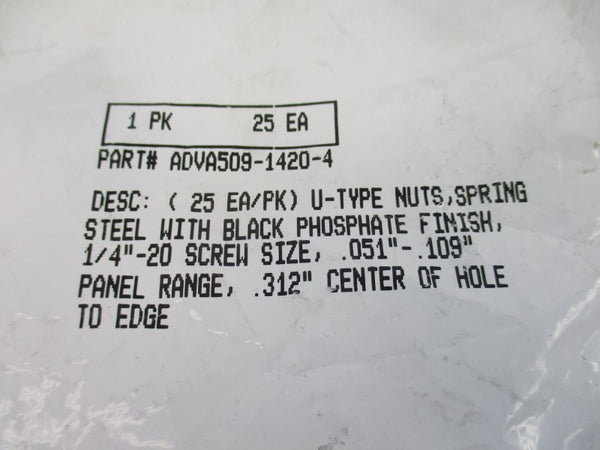 1 PK 25 EA
PART# ADVA509-1420-4
DESC: ( 25 EA/PK) U-TYPE NUTS,SPRING
STEEL WITH BLACK PHOSPHATE FINISH,
1/4"-20 SCREW SIZE, .051"-.109"
PANEL RANGE, .312" CENTER OF HOLE
TO EDGE